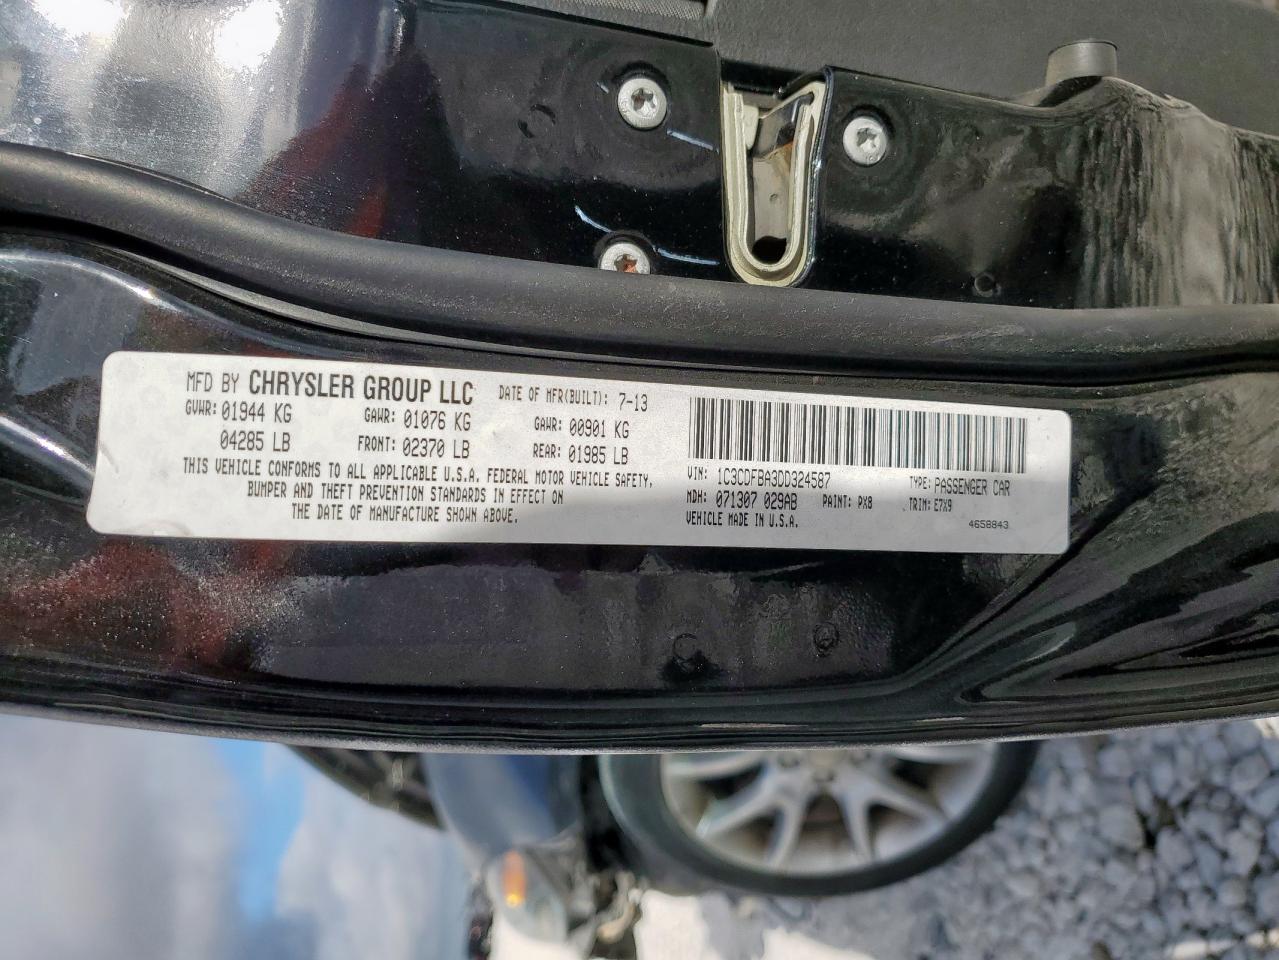 MFD BY CHRYSLER GROUP LLC DATE OF MFR(BUILT): 7-13
GVWR: 01944 KG GAWR: 01076 KG GAWR: 00901 KG
04285 LB FRONT: 02370 LB REAR: 01985 LB
THIS VEHICLE CONFORMS TO ALL APPLICABLE U.S.A. FEDERAL MOTOR VEHICLE SAFETY,
BUMPER AND THEFT PREVENTION STANDARDS IN EFFECT ON
THE DATE OF MANUFACTURE SHOWN ABOVE.
VIN: 1C3CDFBA3DD324587 TYPE: PASSENGER CAR
MDH: 071307 029AB PAINT: PX8 TRIM: E7X9
VEHICLE MADE IN U.S.A. 4658843